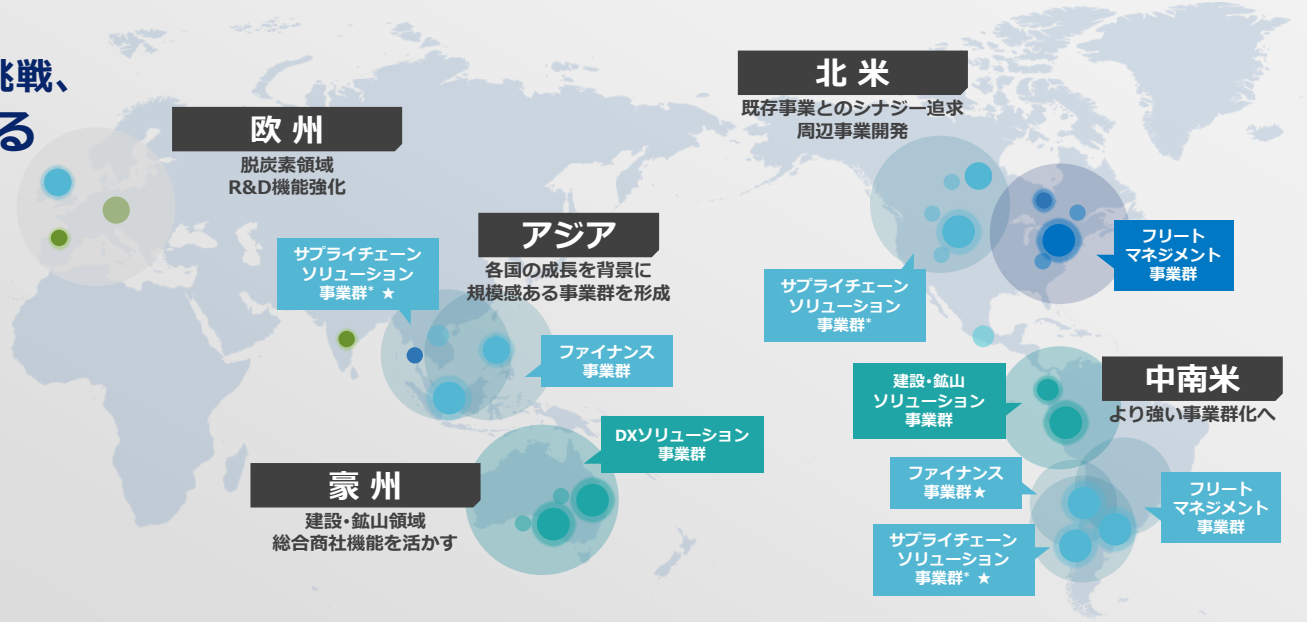 挑戦、
る
欧 州
脱炭素領域
R&D機能強化
サプライチェーン
ソリューション
事業群* ★
アジア
各国の成長を背景に
規模感ある事業群を形成
ファイナンス
事業群
豪 州
建設・鉱山領域
総合商社機能を活かす
DXソリューション
事業群
北 米
既存事業とのシナジー追求
周辺事業開発
サプライチェーン
ソリューション
事業群*
フリート
マネジメント
事業群
中南米
より強い事業群化へ
建設・鉱山
ソリューション
事業群
ファイナンス
事業群★
サプライチェーン
ソリューション
事業群* ★
フリート
マネジメント
事業群